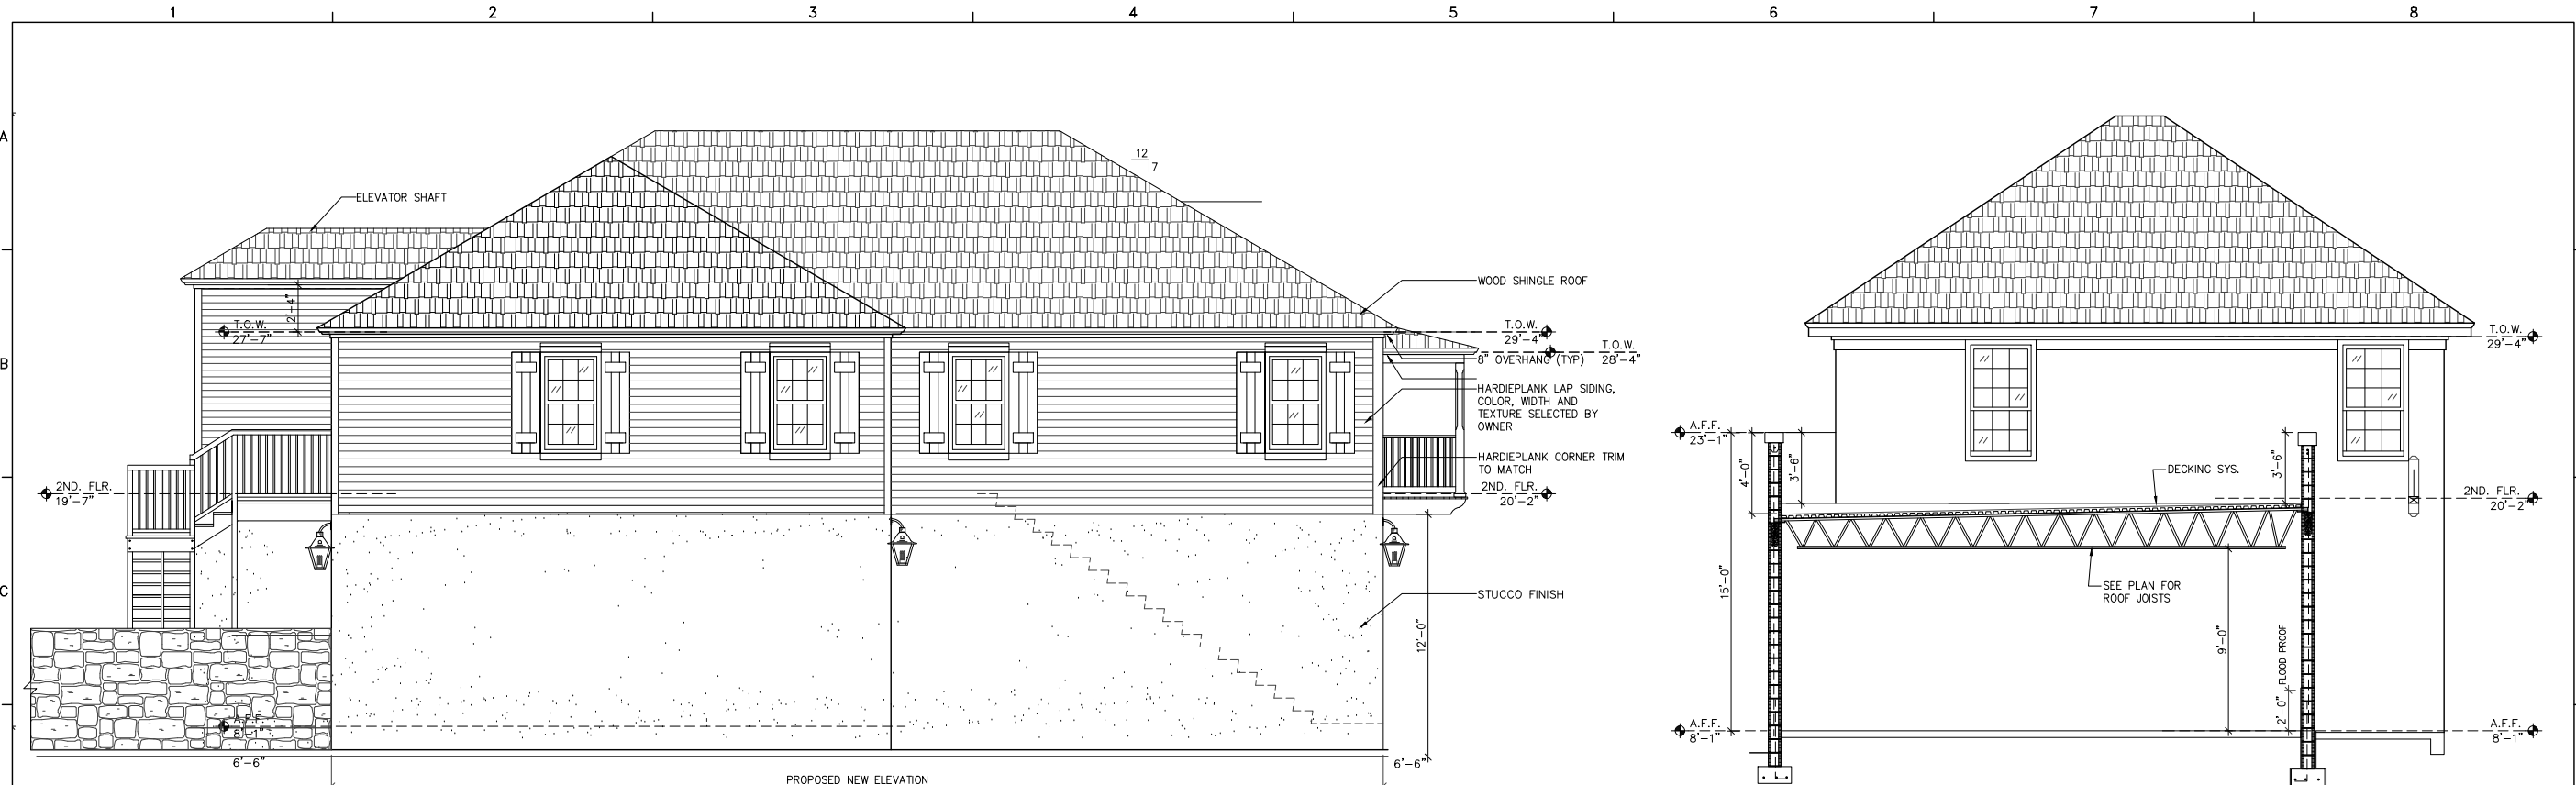 1 2 3 4 5 6 7 8
A
B
C
12
7
ELEVATOR SHAFT
2'-4"
T.O.W.
27'-7"
2ND. FLR.
19'-7"
A.F.F.
8'-1"
6'-6"
PROPOSED NEW ELEVATION
WOOD SHINGLE ROOF
T.O.W.
29'-4"
T.O.W.
28'-4"
8" OVERHANG (TYP)
HARDIEPLANK LAP SIDING,
COLOR, WIDTH AND
TEXTURE SELECTED BY
OWNER
HARDIEPLANK CORNER TRIM
TO MATCH
2ND. FLR.
20'-2"
STUCCO FINISH
12'-0"
6'-6"
A.F.F.
23'-1"
4'-0"
3'-6"
15'-0"
A.F.F.
8'-1"
DECKING SYS.
3'-6"
SEE PLAN FOR
ROOF JOISTS
9'-0"
FLOOD PROOF
2'-0"
T.O.W.
29'-4"
2ND. FLR.
20'-2"
A.F.F.
8'-1"